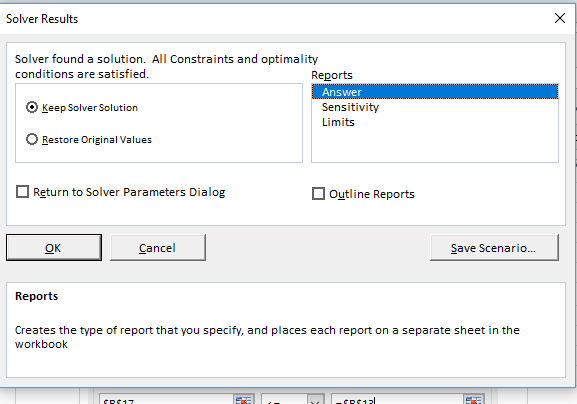 Solver Results
Solver found a solution. All Constraints and optimality
conditions are satisfied.
Reports
Answer
Sensitivity
Limits
Keep Solver Solution
Restore Original Values
Return to Solver Parameters Dialog
Outline Reports
OK
Cancel
Save Scenario...
Reports
Creates the type of report that you specify, and places each report on a separate sheet in the
workbook